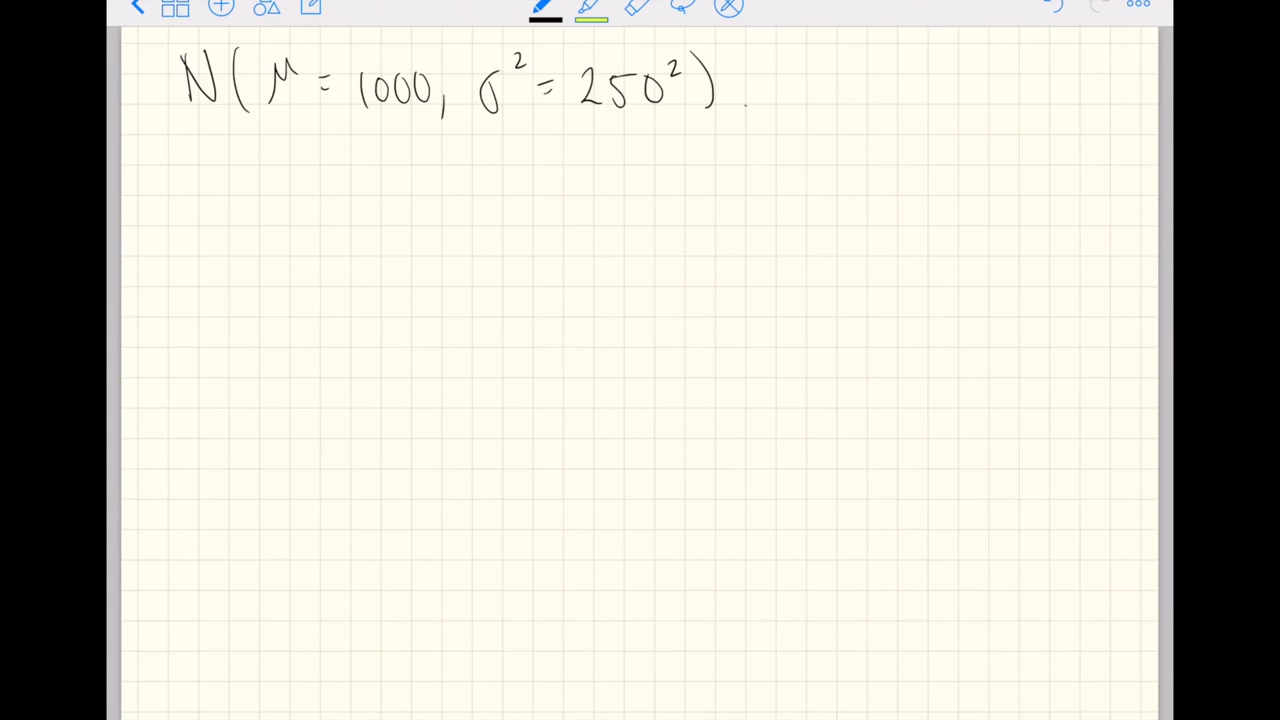 N(μ = 1000, σ² = 250²).